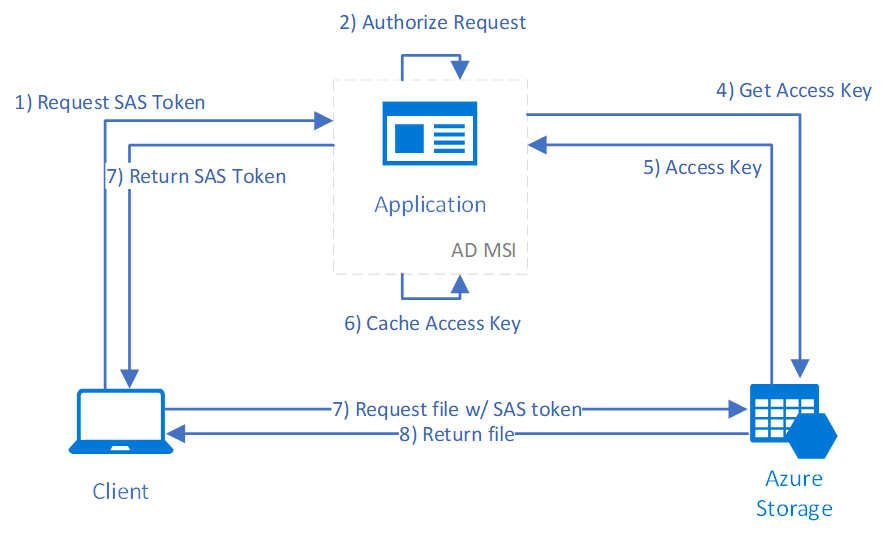 2) Authorize Request
1) Request SAS Token
4) Get Access Key
7) Return SAS Token
5) Access Key
Application
AD MSI
6) Cache Access Key
7) Request file w/ SAS token
8) Return file
Client
Azure
Storage